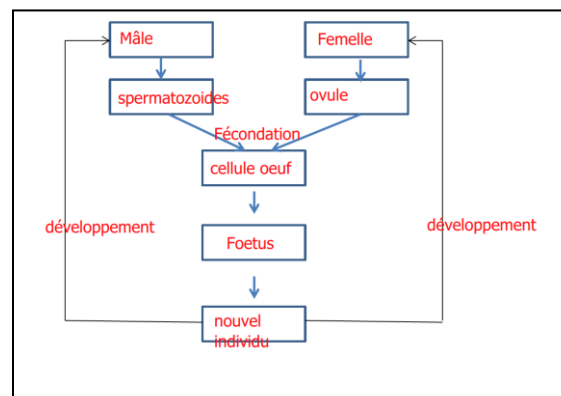 Mâle
Femelle
spermatozoides
ovule
Fécondation
cellule oeuf
développement
développement
Foetus
nouvel
individu